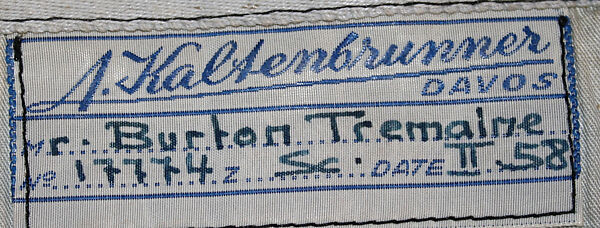 A. Kaltenbrunner
DAVOS
Mr. Burton Tremaine
No. 17774 Z Sc. DATE II.58